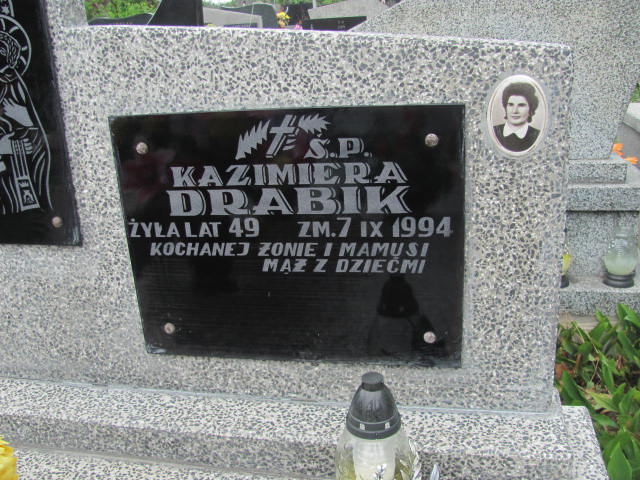 Ś.P.
KAZIMIERA
DRABIK
ŻYŁA LAT 49 ZM. 7 IX 1994
KOCHANEJ ŻONIE I MAMUSI
MĄŻ Z DZIEĆMI